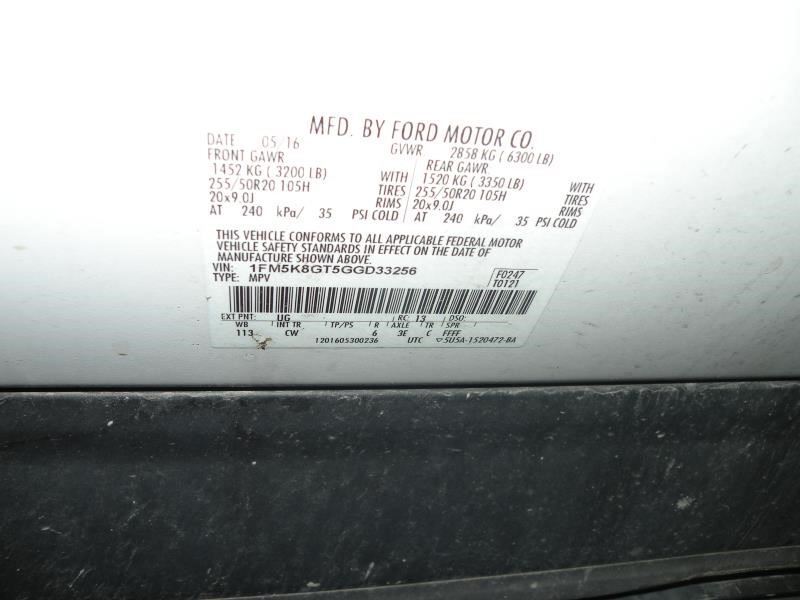 MFD. BY FORD MOTOR CO.
DATE 05/16 GVWR 2858 KG ( 6300 LB)
FRONT GAWR REAR GAWR
1452 KG ( 3200 LB) WITH 1520 KG ( 3350 LB) WITH
255/50R20 105H TIRES 255/50R20 105H TIRES
20x9.0J RIMS 20x9.0J RIMS
AT 240 kPa/ 35 PSI COLD AT 240 kPa/ 35 PSI COLD
THIS VEHICLE CONFORMS TO ALL APPLICABLE FEDERAL MOTOR
VEHICLE SAFETY STANDARDS IN EFFECT ON THE DATE OF
MANUFACTURE SHOWN ABOVE.
VIN: 1FM5K8GT5GGD33256 F0247
TYPE: MPV T0121
EXT PNT: UG RC: 13 DSO:
WB INT TR TP/PS R AXLE TR SPR
113 CW 6 3E C FFFF
1201605300236 UTC ▽5U5A-1520472-BA